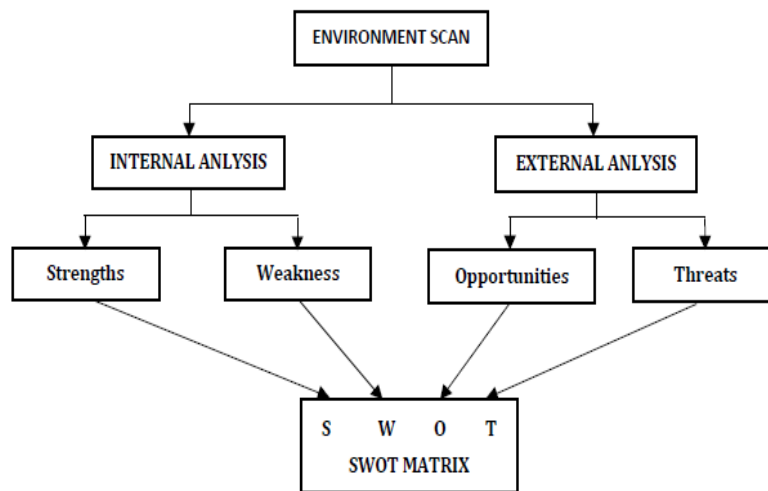 ENVIRONMENT SCAN
INTERNAL ANLYSIS
EXTERNAL ANLYSIS
Strengths
Weakness
Opportunities
Threats
S W O T
SWOT MATRIX